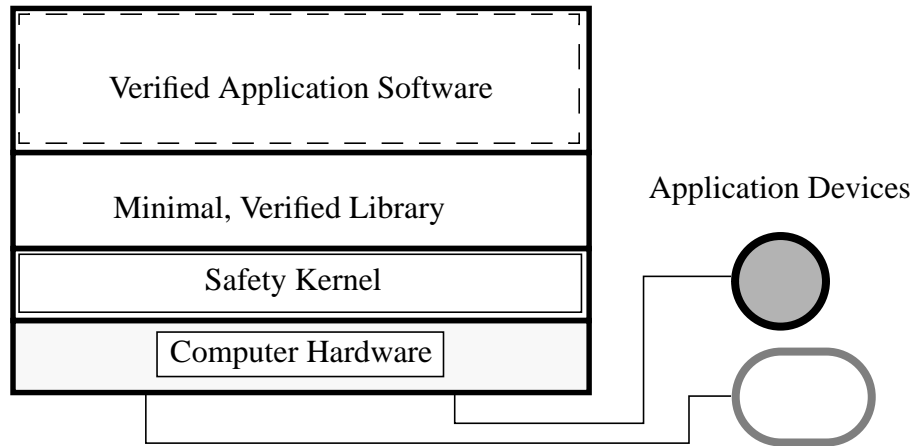 Verified Application Software
Minimal, Verified Library
Application Devices
Safety Kernel
Computer Hardware